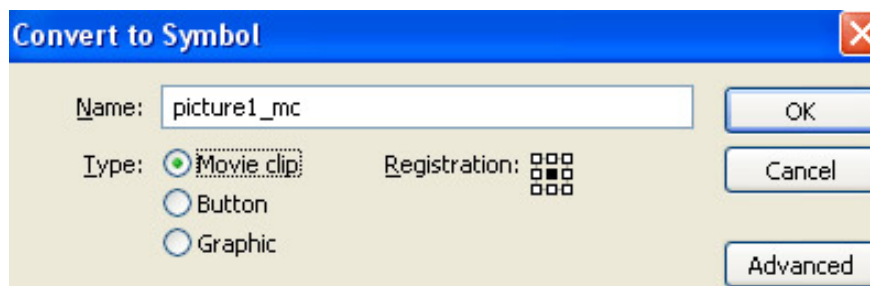 Convert to Symbol
Name: picture1_mc
OK
Type: Movie clip
Registration:
Cancel
Button
Graphic
Advanced